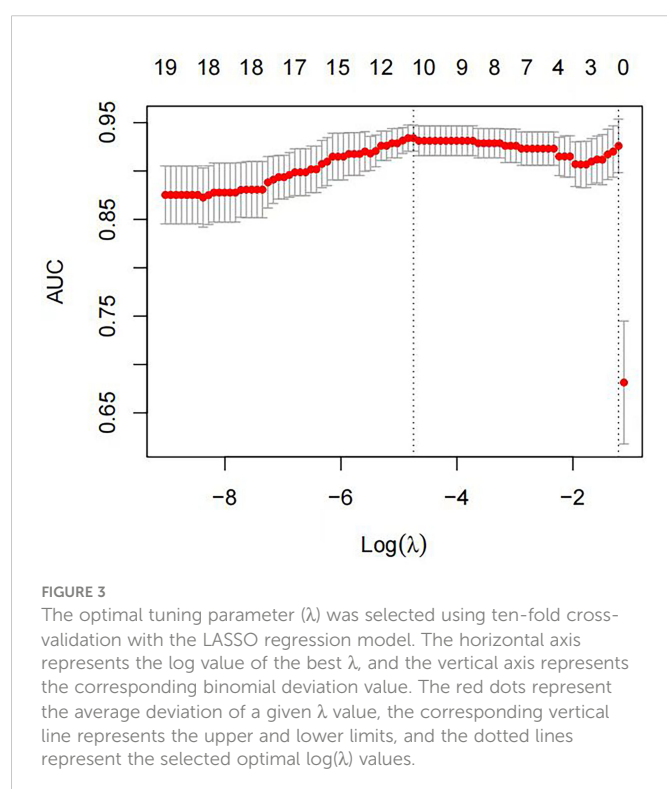 19 18 18 17 15 12 10 9 8 7 4 3 0
0.95
0.85
0.75
0.65
AUC
−8 −6 −4 −2
Log(λ)
FIGURE 3
The optimal tuning parameter (λ) was selected using ten-fold cross-
validation with the LASSO regression model. The horizontal axis
represents the log value of the best λ, and the vertical axis represents
the corresponding binomial deviation value. The red dots represent
the average deviation of a given λ value, the corresponding vertical
line represents the upper and lower limits, and the dotted lines
represent the selected optimal log(λ) values.